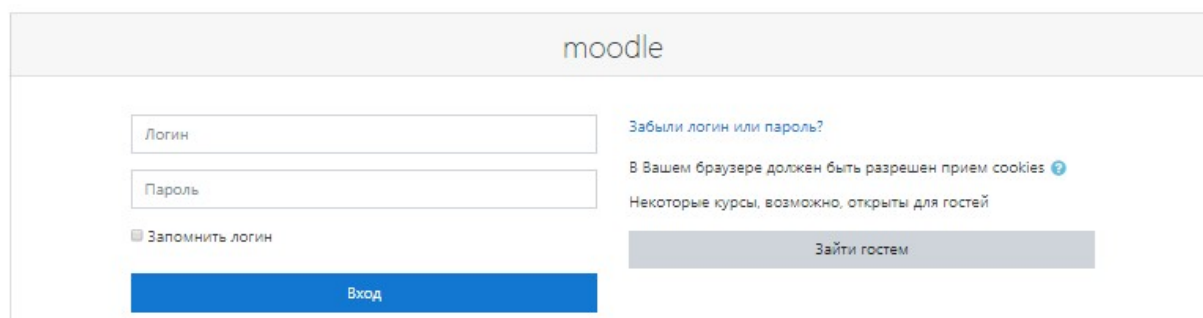 moodle
Логин
Пароль
Запомнить логин
Вход
Забыли логин или пароль?
В Вашем браузере должен быть разрешен прием cookies ?
Некоторые курсы, возможно, открыты для гостей
Зайти гостем